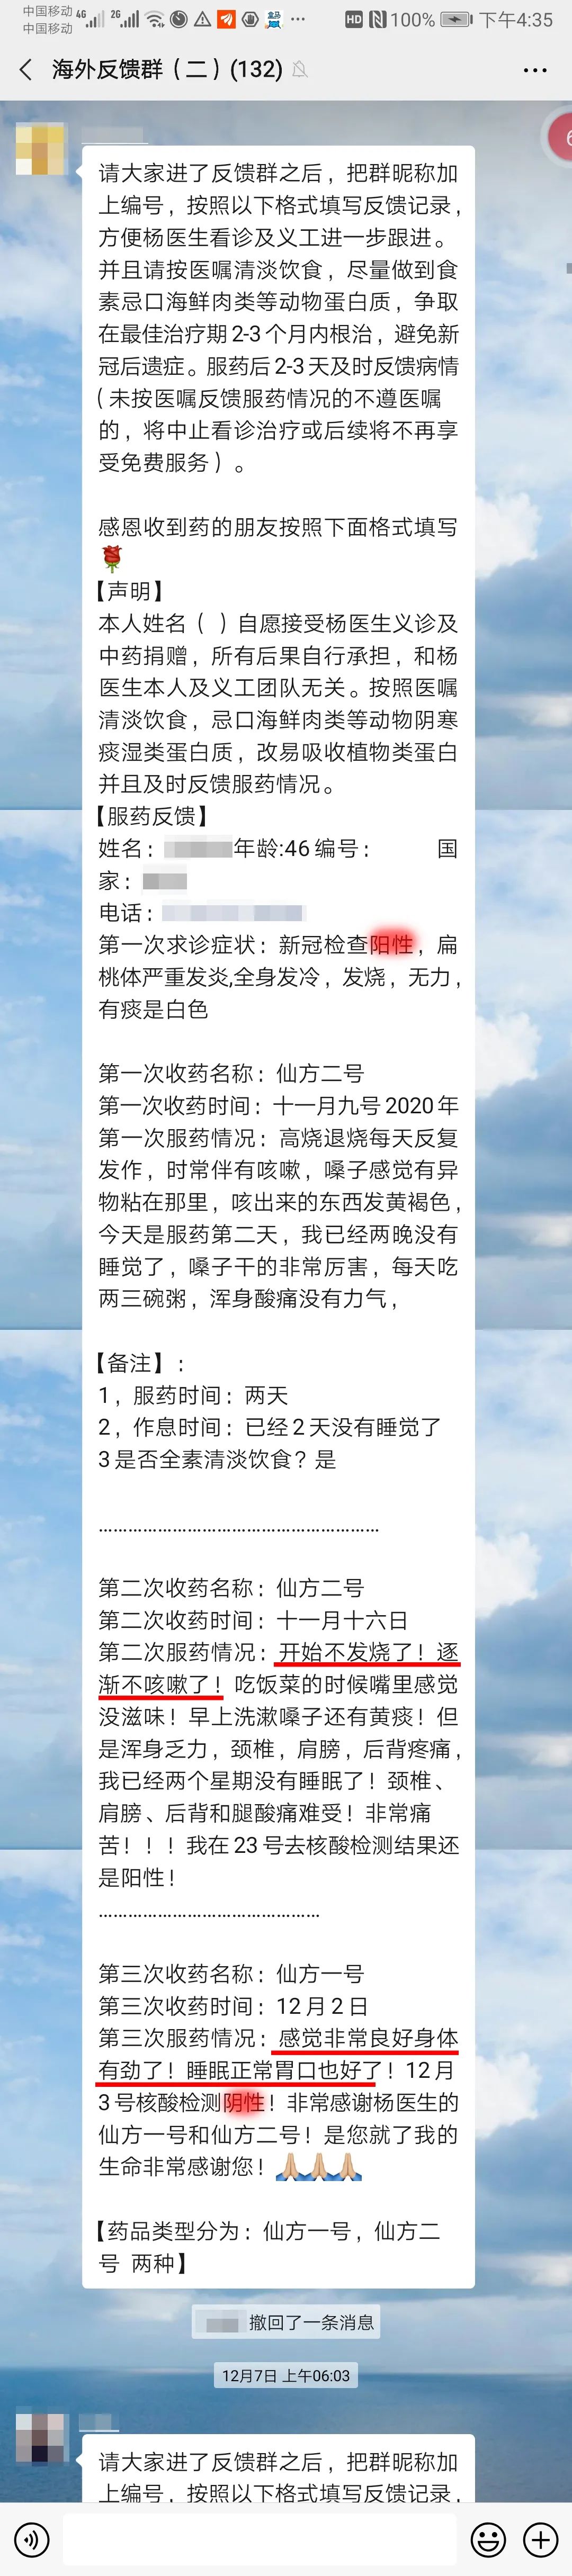 中国移动 4G 2G HD 100% 下午4:35
中国移动
海外反馈群（二）(132)
6
请大家进了反馈群之后，把群昵称加
上编号，按照以下格式填写反馈记录，
方便杨医生看诊及义工进一步跟进。
并且请按医嘱清淡饮食，尽量做到食
素忌口海鲜肉类等动物蛋白质，争取
在最佳治疗期2-3个月内根治，避免新
冠后遗症。服药后2-3天及时反馈病情
（未按医嘱反馈服药情况的不遵医嘱
的，将中止看诊治疗或后续将不再享
受免费服务）。
感恩收到药的朋友按照下面格式填写
🌹
【声明】
本人姓名（ ）自愿接受杨医生义诊及
中药捐赠，所有后果自行承担，和杨
医生本人及义工团队无关。按照医嘱
清淡饮食，忌口海鲜肉类等动物阴寒
痰湿类蛋白质，改易吸收植物类蛋白
并且及时反馈服药情况。
【服药反馈】
姓名： 年龄:46 编号： 国
家：
电话：
第一次求诊症状：新冠检查阳性，扁
桃体严重发炎,全身发冷，发烧，无力，
有痰是白色
第一次收药名称：仙方二号
第一次收药时间：十一月九号2020年
第一次服药情况：高烧退烧每天反复
发作，时常伴有咳嗽，嗓子感觉有异
物粘在那里，咳出来的东西发黄褐色，
今天是服药第二天，我已经两晚没有
睡觉了，嗓子干的非常厉害，每天吃
两三碗粥，浑身酸痛没有力气，
【备注】：
1，服药时间：两天
2，作息时间：已经2天没有睡觉了
3是否全素清淡饮食？是
………………………………………………
第二次收药名称：仙方二号
第二次收药时间：十一月十六日
第二次服药情况：开始不发烧了！逐
渐不咳嗽了！吃饭菜的时候嘴里感觉
没滋味！早上洗漱嗓子还有黄痰！但
是浑身乏力，颈椎，肩膀，后背疼痛，
我已经两个星期没有睡眠了！颈椎、
肩膀、后背和腿酸痛难受！非常痛
苦！！！我在23号去核酸检测结果还
是阳性！
……………………………………
第三次收药名称：仙方一号
第三次收药时间：12月2日
第三次服药情况：感觉非常良好身体
有劲了！睡眠正常胃口也好了！12月
3号核酸检测阴性！非常感谢杨医生的
仙方一号和仙方二号！是您就了我的
生命非常感谢您！🙏🙏🙏
【药品类型分为：仙方一号，仙方二
号 两种】
撤回了一条消息
12月7日 上午06:03
请大家进了反馈群之后，把群昵称加
上编号，按照以下格式填写反馈记录，